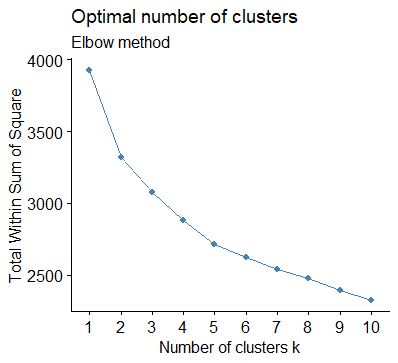 Optimal number of clusters
Elbow method
Total Within Sum of Square
4000
3500
3000
2500
1 2 3 4 5 6 7 8 9 10
Number of clusters k